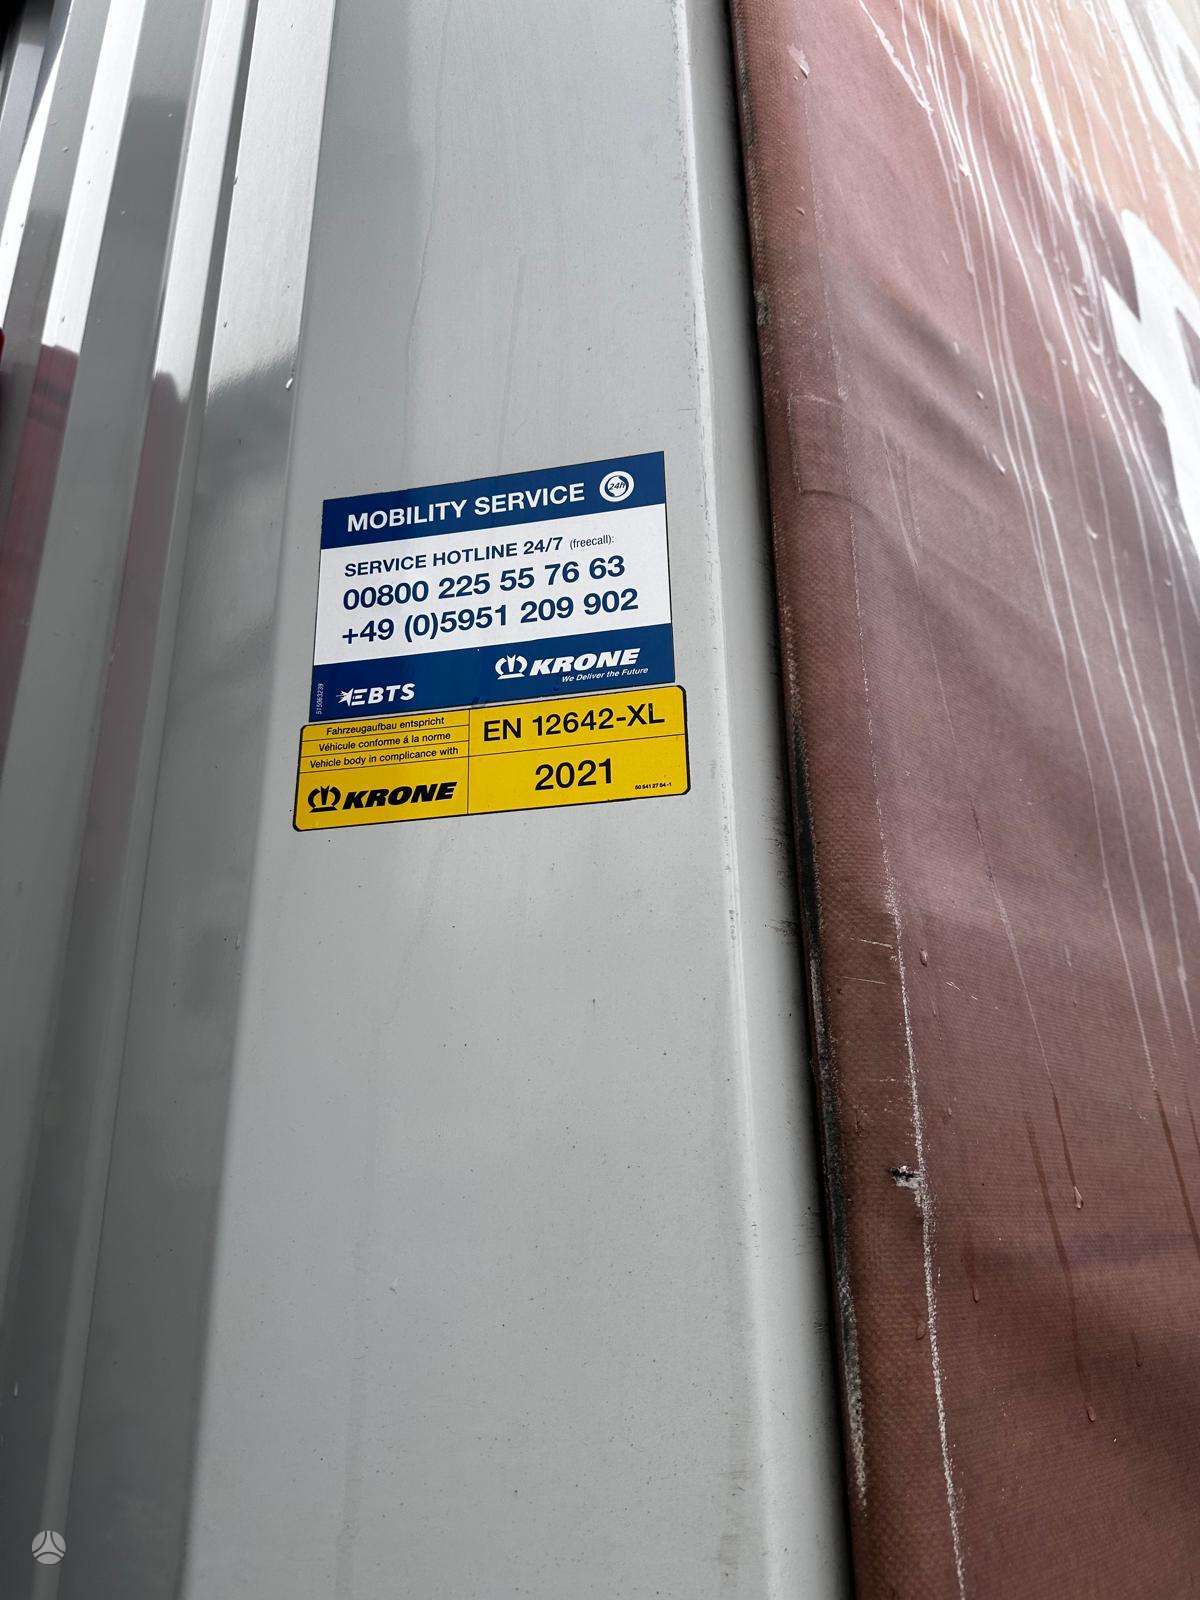 MOBILITY SERVICE 24h
SERVICE HOTLINE 24/7 (freecall):
00800 225 55 76 63
+49 (0)5951 209 902
515063239
EBTS
KRONE
We Deliver the Future
Fahrzeugaufbau entspricht
Véhicule conforme á la norme
Vehicle body in complicance with
KRONE
EN 12642-XL
2021